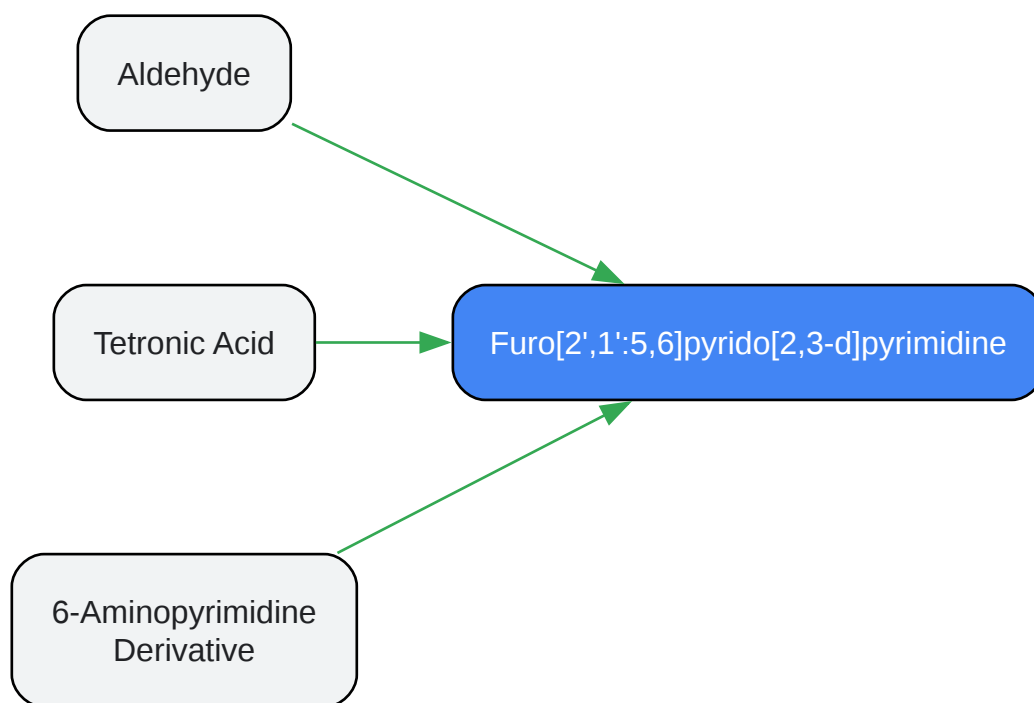 Aldehyde
Tetronic Acid
Furo[2',1':5,6]pyrido[2,3-d]pyrimidine
6-Aminopyrimidine
Derivative